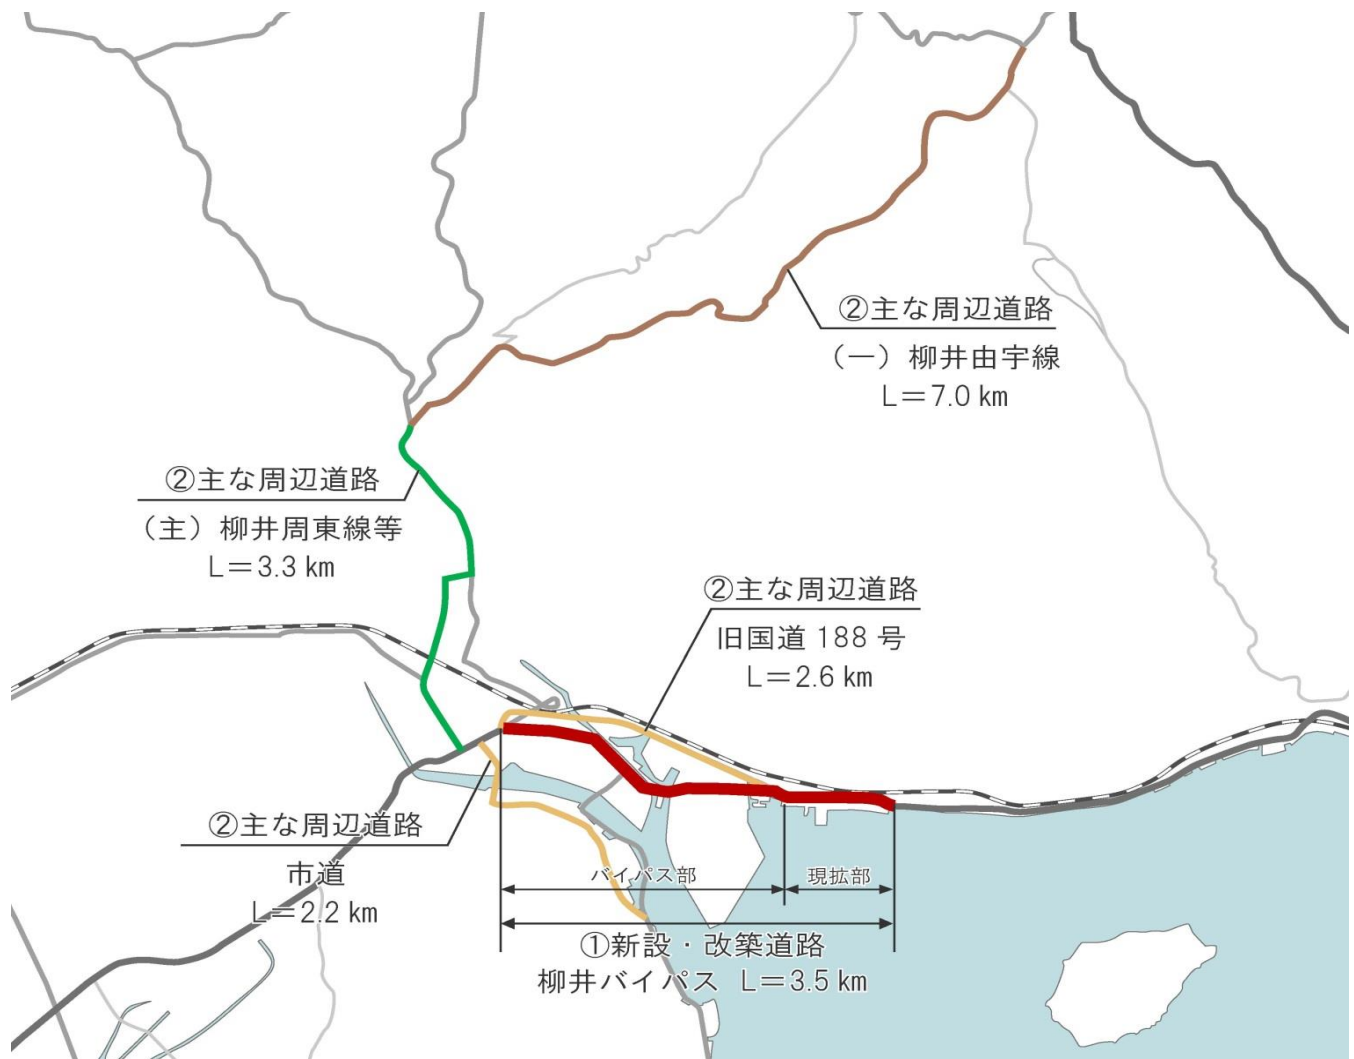 ②主な周辺道路
（一）柳井由宇線
L＝7.0 km
②主な周辺道路
（主）柳井周東線等
L＝3.3 km
②主な周辺道路
旧国道 188 号
L＝2.6 km
②主な周辺道路
市道
L＝2.2 km
バイパス部
現拡部
①新設・改築道路
柳井バイパス L＝3.5 km